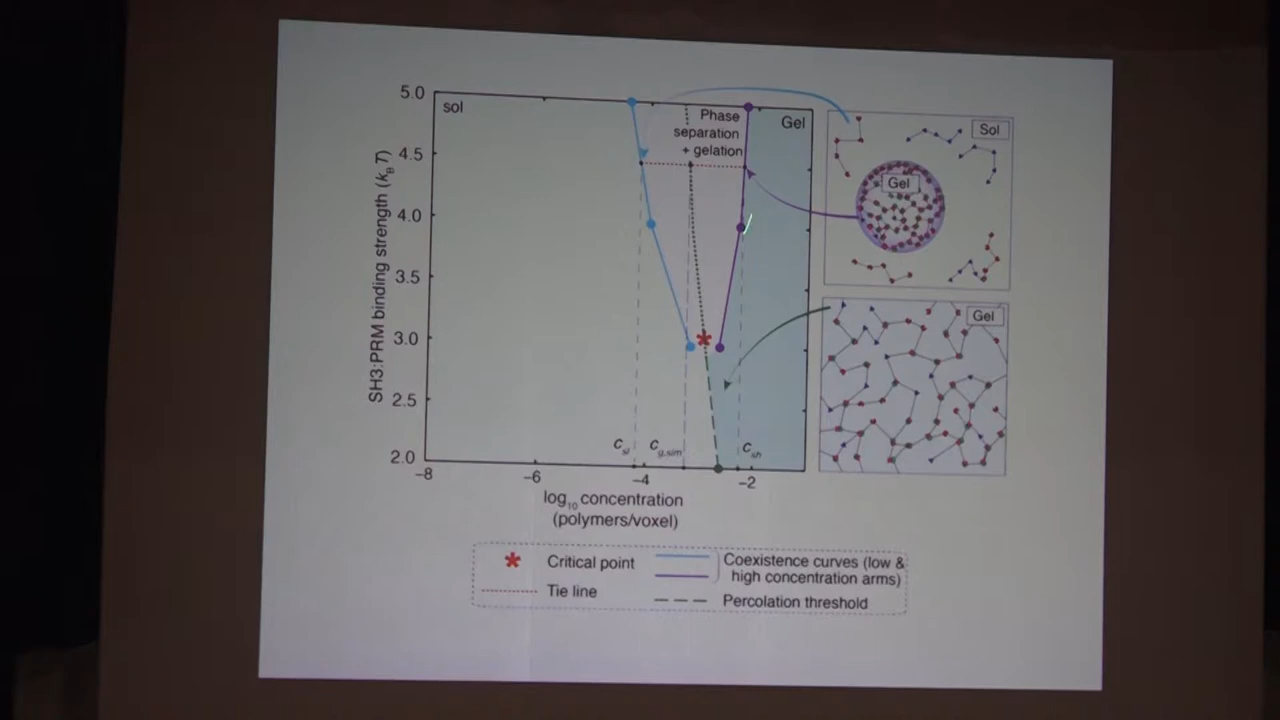 5.0
4.5
4.0
3.5
3.0
2.5
2.0
SH3:PRM binding strength (k_B T)
sol
Phase
separation
+ gelation
Gel
c_sl
c_g,sim
c_sh
−8
−6
−4
−2
log₁₀ concentration
(polymers/voxel)
Sol
Gel
Gel
Critical point
Tie line
Coexistence curves (low &
high concentration arms)
Percolation threshold